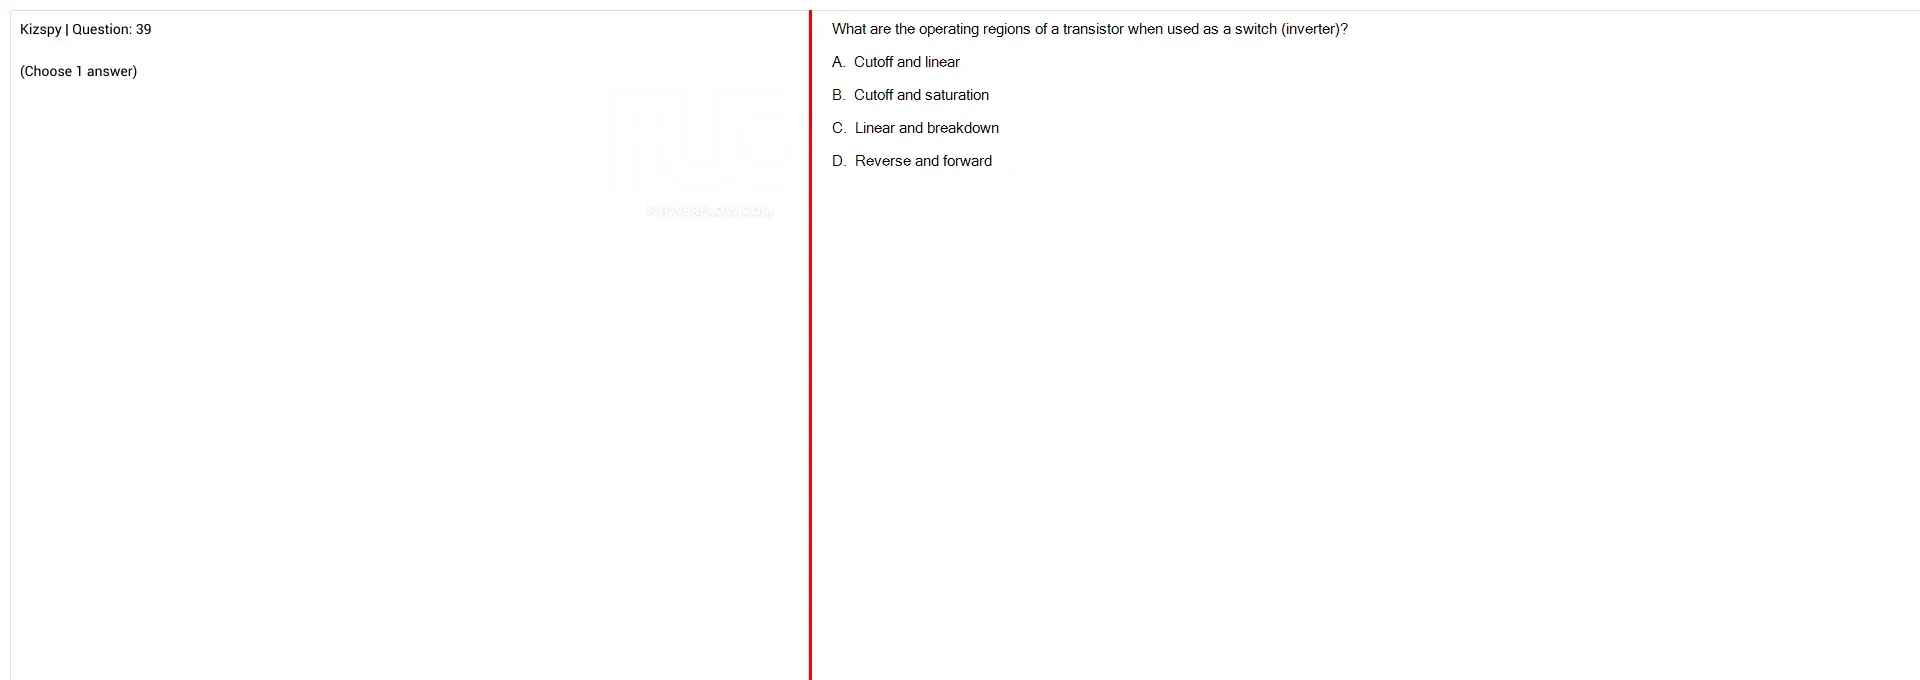 Kizspy | Question: 39
(Choose 1 answer)
What are the operating regions of a transistor when used as a switch (inverter)?
A. Cutoff and linear
B. Cutoff and saturation
C. Linear and breakdown
D. Reverse and forward